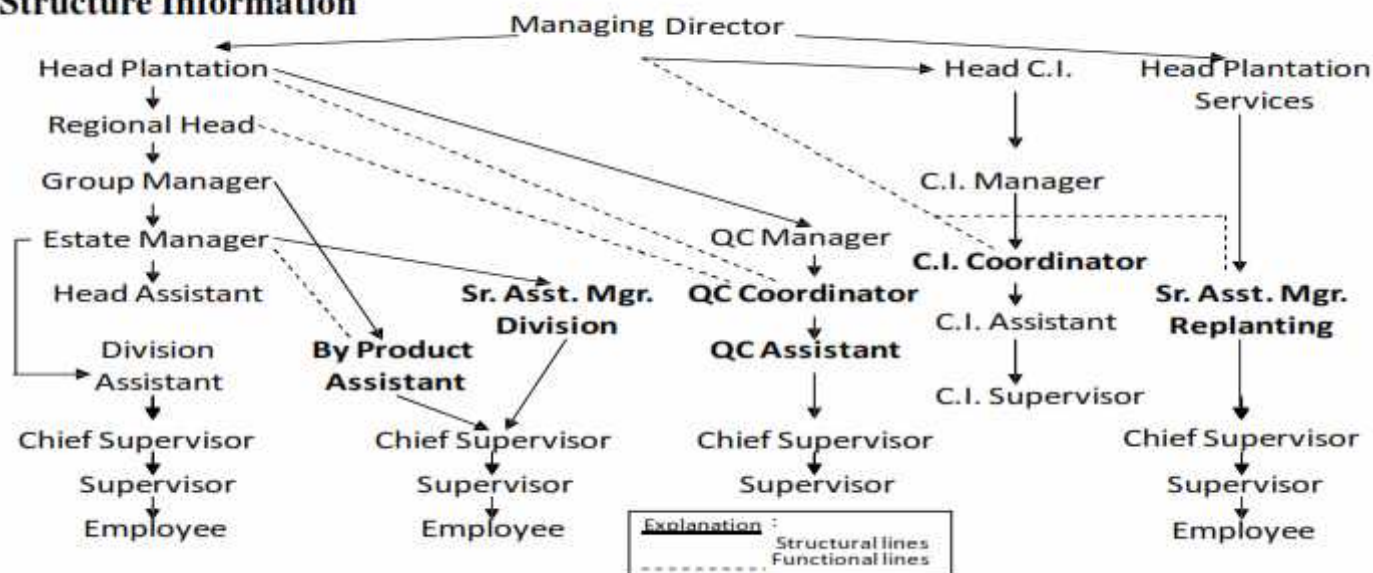 Structure Information
Managing Director
Head Plantation
Head C.I.
Head Plantation
Services
Regional Head
Group Manager
C.I. Manager
Estate Manager
QC Manager
C.I. Coordinator
Head Assistant
Sr. Asst. Mgr.
Division
QC Coordinator
Sr. Asst. Mgr.
Replanting
C.I. Assistant
Division
Assistant
By Product
Assistant
QC Assistant
C.I. Supervisor
Chief Supervisor
Chief Supervisor
Chief Supervisor
Chief Supervisor
Supervisor
Supervisor
Supervisor
Supervisor
Employee
Employee
Employee
Explanation :
Structural lines
Functional lines